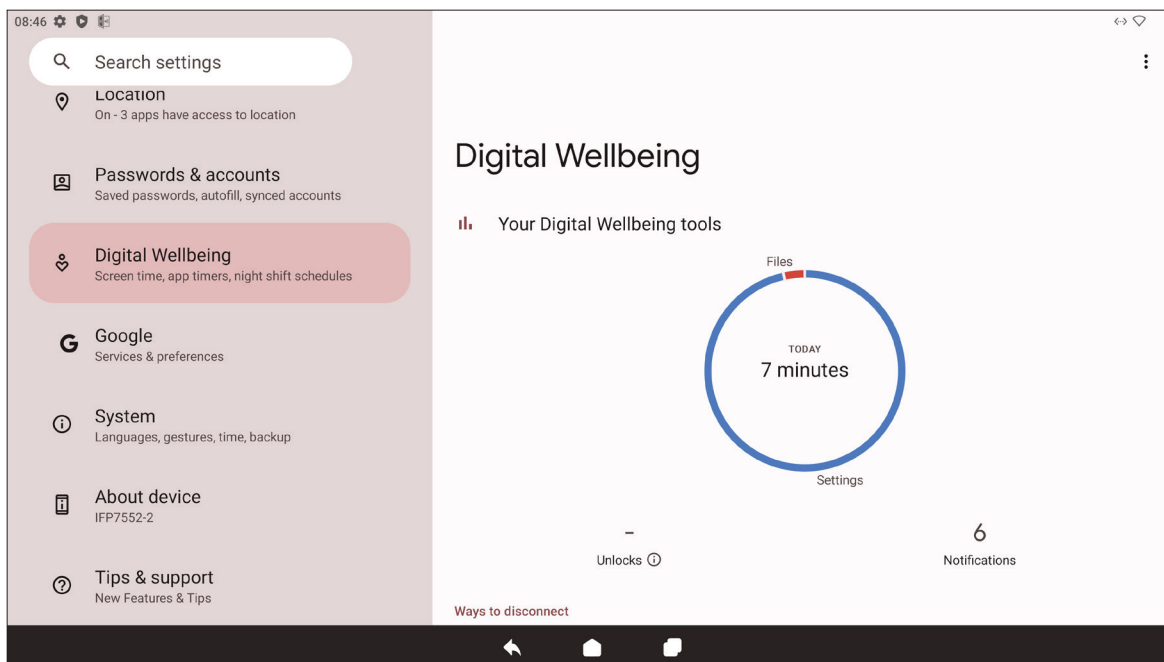 08:46
Search settings
Location
On - 3 apps have access to location
Passwords & accounts
Saved passwords, autofill, synced accounts
Digital Wellbeing
Screen time, app timers, night shift schedules
Google
Services & preferences
System
Languages, gestures, time, backup
About device
IFP7552-2
Tips & support
New Features & Tips
Digital Wellbeing
Your Digital Wellbeing tools
Files
TODAY
7 minutes
Settings
-
Unlocks
6
Notifications
Ways to disconnect